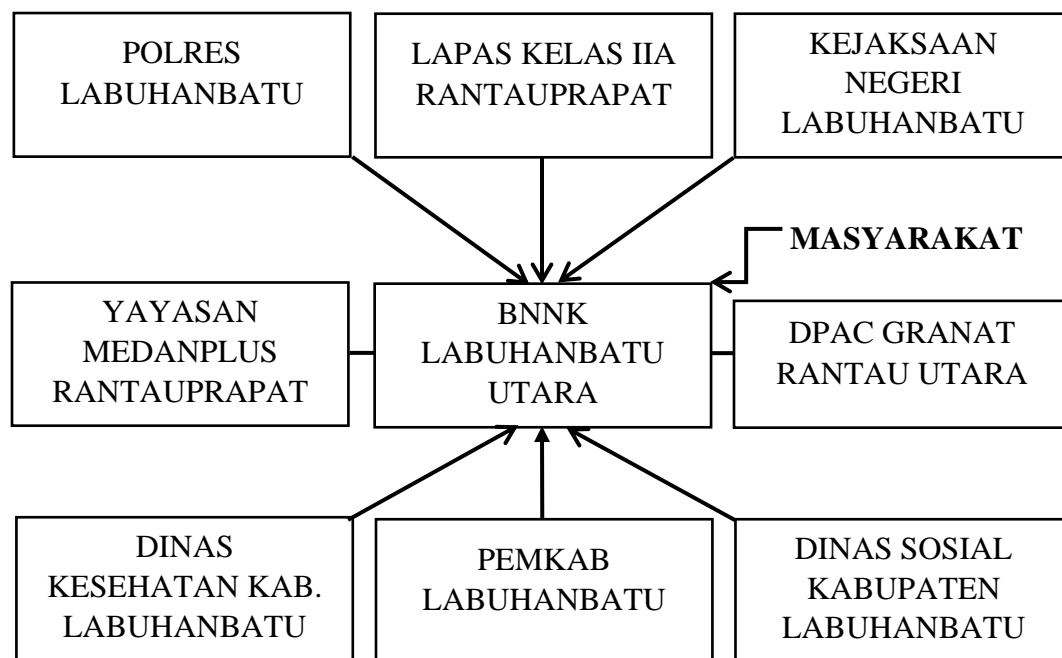 POLRES
LABUHANBATU
LAPAS KELAS IIA
RANTAUPRAPAT
KEJAKSAAN
NEGERI
LABUHANBATU
MASYARAKAT
YAYASAN
MEDANPLUS
RANTAUPRAPAT
BNNK
LABUHANBATU
UTARA
DPAC GRANAT
RANTAU UTARA
DINAS
KESEHATAN KAB.
LABUHANBATU
PEMKAB
LABUHANBATU
DINAS SOSIAL
KABUPATEN
LABUHANBATU